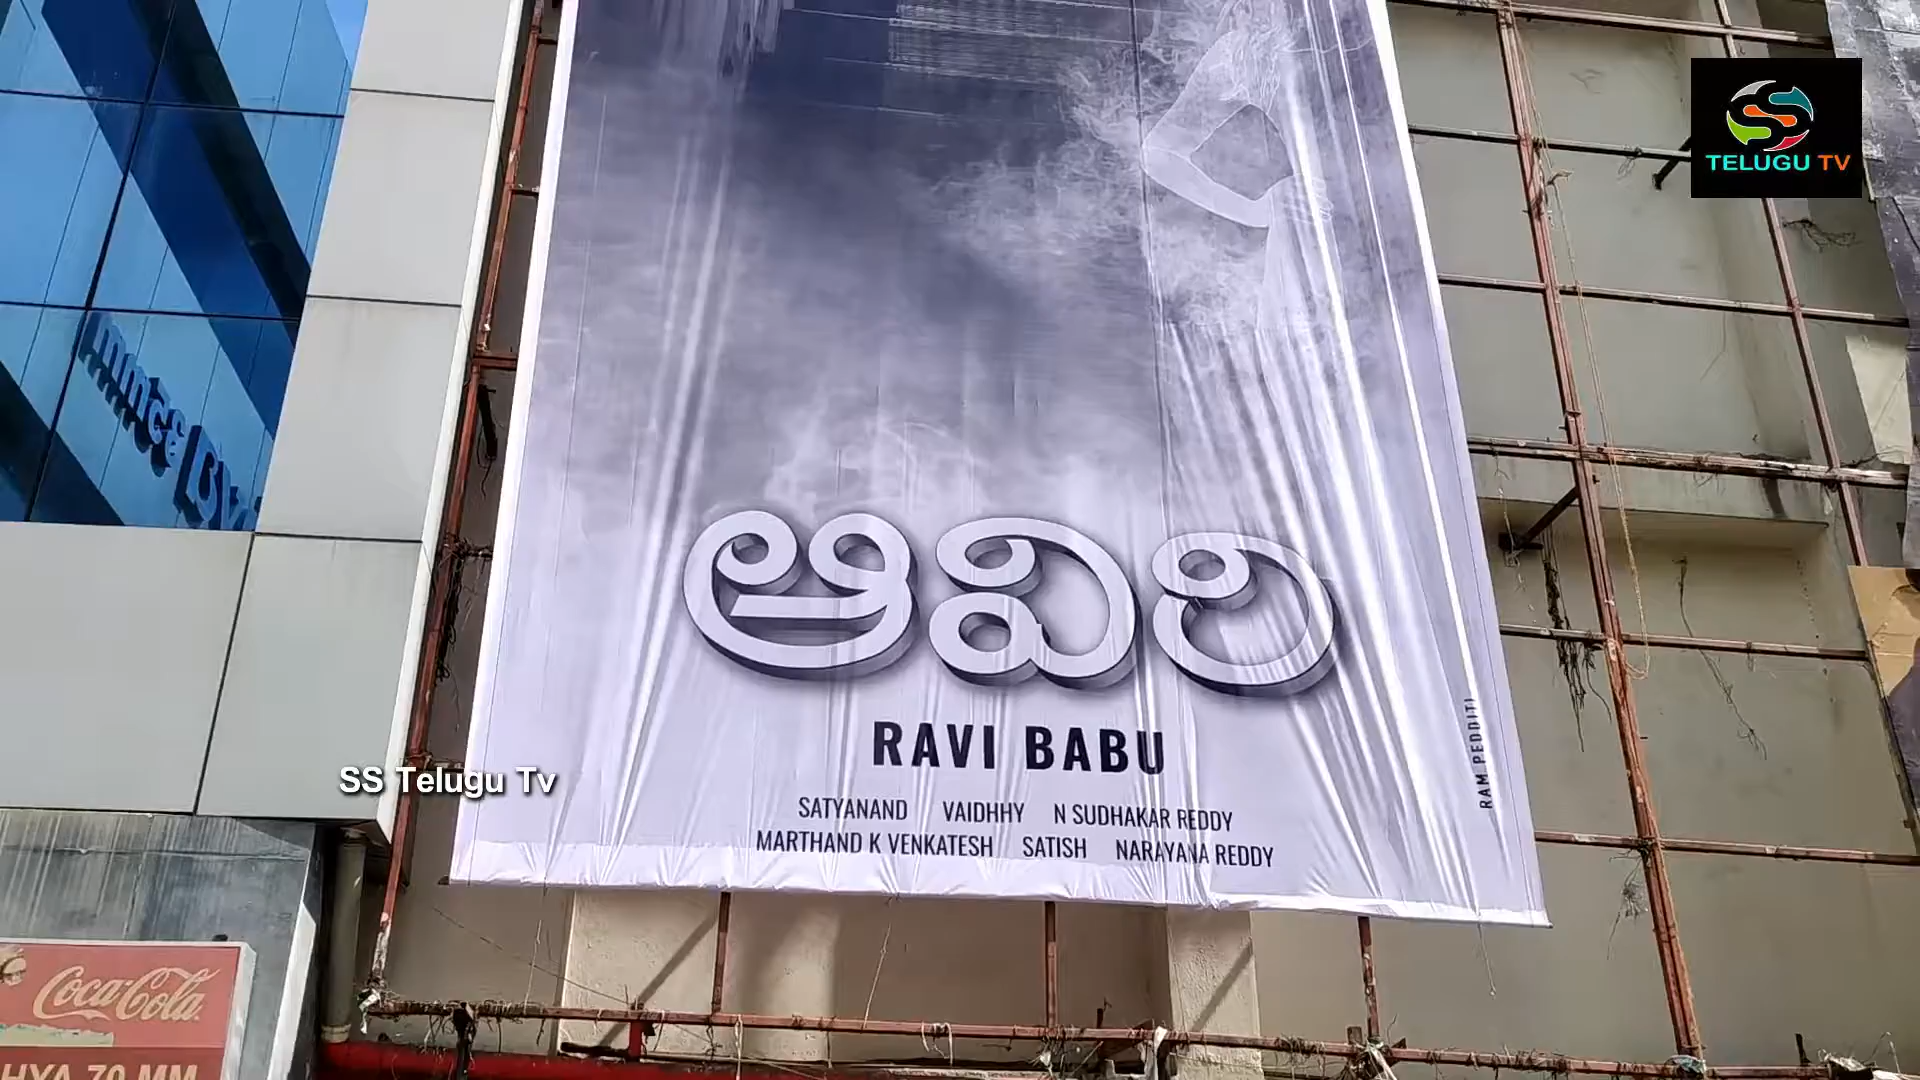 TELUGU TV
ఆవిరి
RAVI BABU
SATYANAND VAIDHHY N SUDHAKAR REDDY
MARTHAND K VENKATESH SATISH NARAYANA REDDY
RAM PEDDITI
SS Telugu Tv
Coca-Cola
70 MM